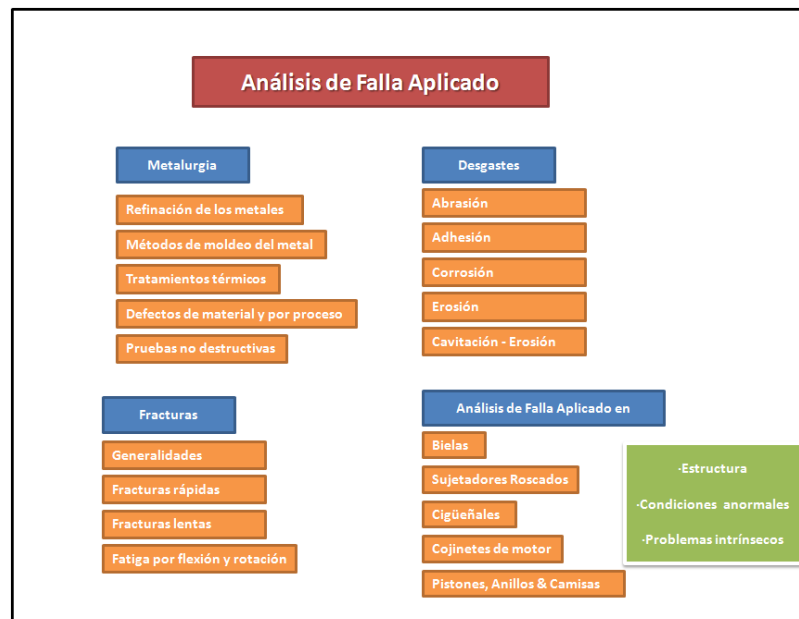 Análisis de Falla Aplicado
Metalurgia
Refinación de los metales
Métodos de moldeo del metal
Tratamientos térmicos
Defectos de material y por proceso
Pruebas no destructivas
Desgastes
Abrasión
Adhesión
Corrosión
Erosión
Cavitación - Erosión
Fracturas
Generalidades
Fracturas rápidas
Fracturas lentas
Fatiga por flexión y rotación
Análisis de Falla Aplicado en
Bielas
Sujetadores Roscados
Cigüeñales
Cojinetes de motor
Pistones, Anillos & Camisas
·Estructura
·Condiciones anormales
·Problemas intrínsecos